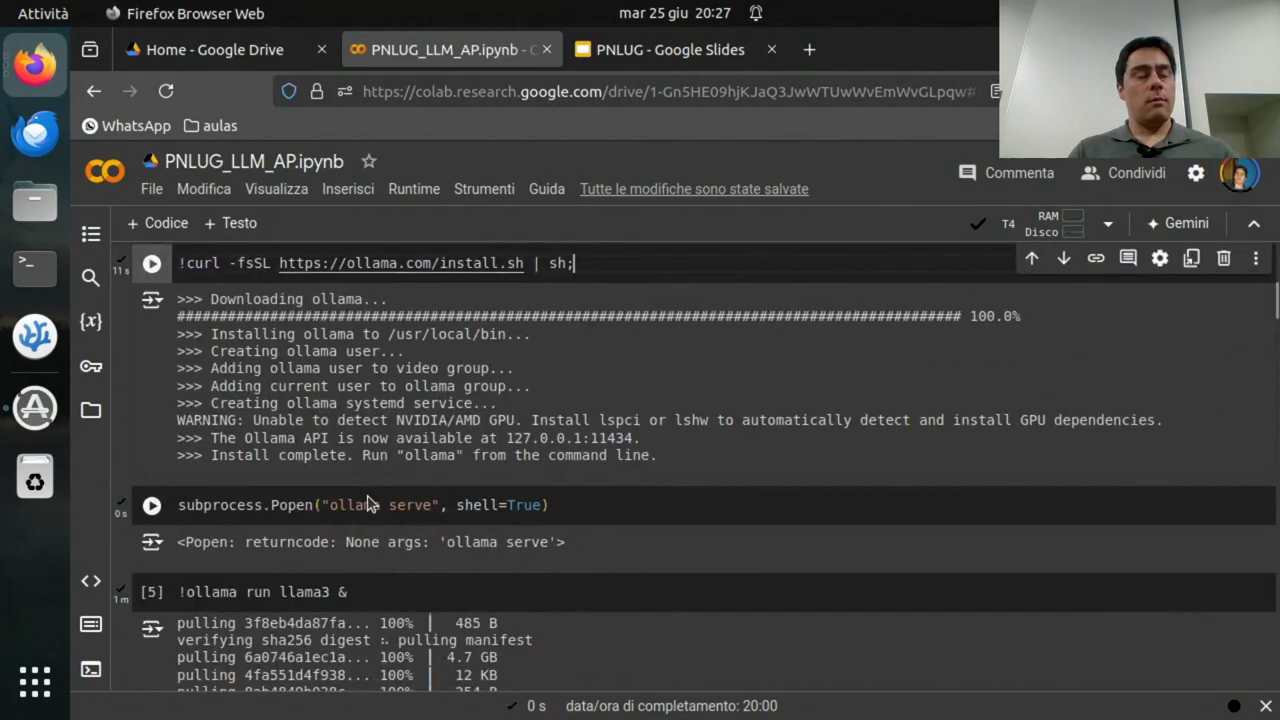 Attività
Firefox Browser Web
mar 25 giu 20:27
Home - Google Drive
PNLUG_LLM_AP.ipynb - C
PNLUG - Google Slides
https://colab.research.google.com/drive/1-Gn5HE09hjKJaQ3JwWTUwWvEmWvGLpqw#
WhatsApp
aulas
PNLUG_LLM_AP.ipynb
File Modifica Visualizza Inserisci Runtime Strumenti Guida Tutte le modifiche sono state salvate
Commenta
Condividi
+ Codice + Testo
T4
RAM
Disco
Gemini
11 s
!curl -fsSL https://ollama.com/install.sh | sh;
>>> Downloading ollama...
############################################################################################# 100.0%
>>> Installing ollama to /usr/local/bin...
>>> Creating ollama user...
>>> Adding ollama user to video group...
>>> Adding current user to ollama group...
>>> Creating ollama systemd service...
WARNING: Unable to detect NVIDIA/AMD GPU. Install lspci or lshw to automatically detect and install GPU dependencies.
>>> The Ollama API is now available at 127.0.0.1:11434.
>>> Install complete. Run "ollama" from the command line.
0s
subprocess.Popen("ollama serve", shell=True)
<Popen: returncode: None args: 'ollama serve'>
1m
[5] !ollama run llama3 &
pulling 3f8eb4da87fa... 100% ▏ 485 B
verifying sha256 digest ⠦ pulling manifest
pulling 6a0746a1ec1a... 100% ▏ 4.7 GB
pulling 4fa551d4f938... 100% ▏ 12 KB
pulling 8ab4849b038c... 100% ▏ 254 B
0 s data/ora di completamento: 20:00